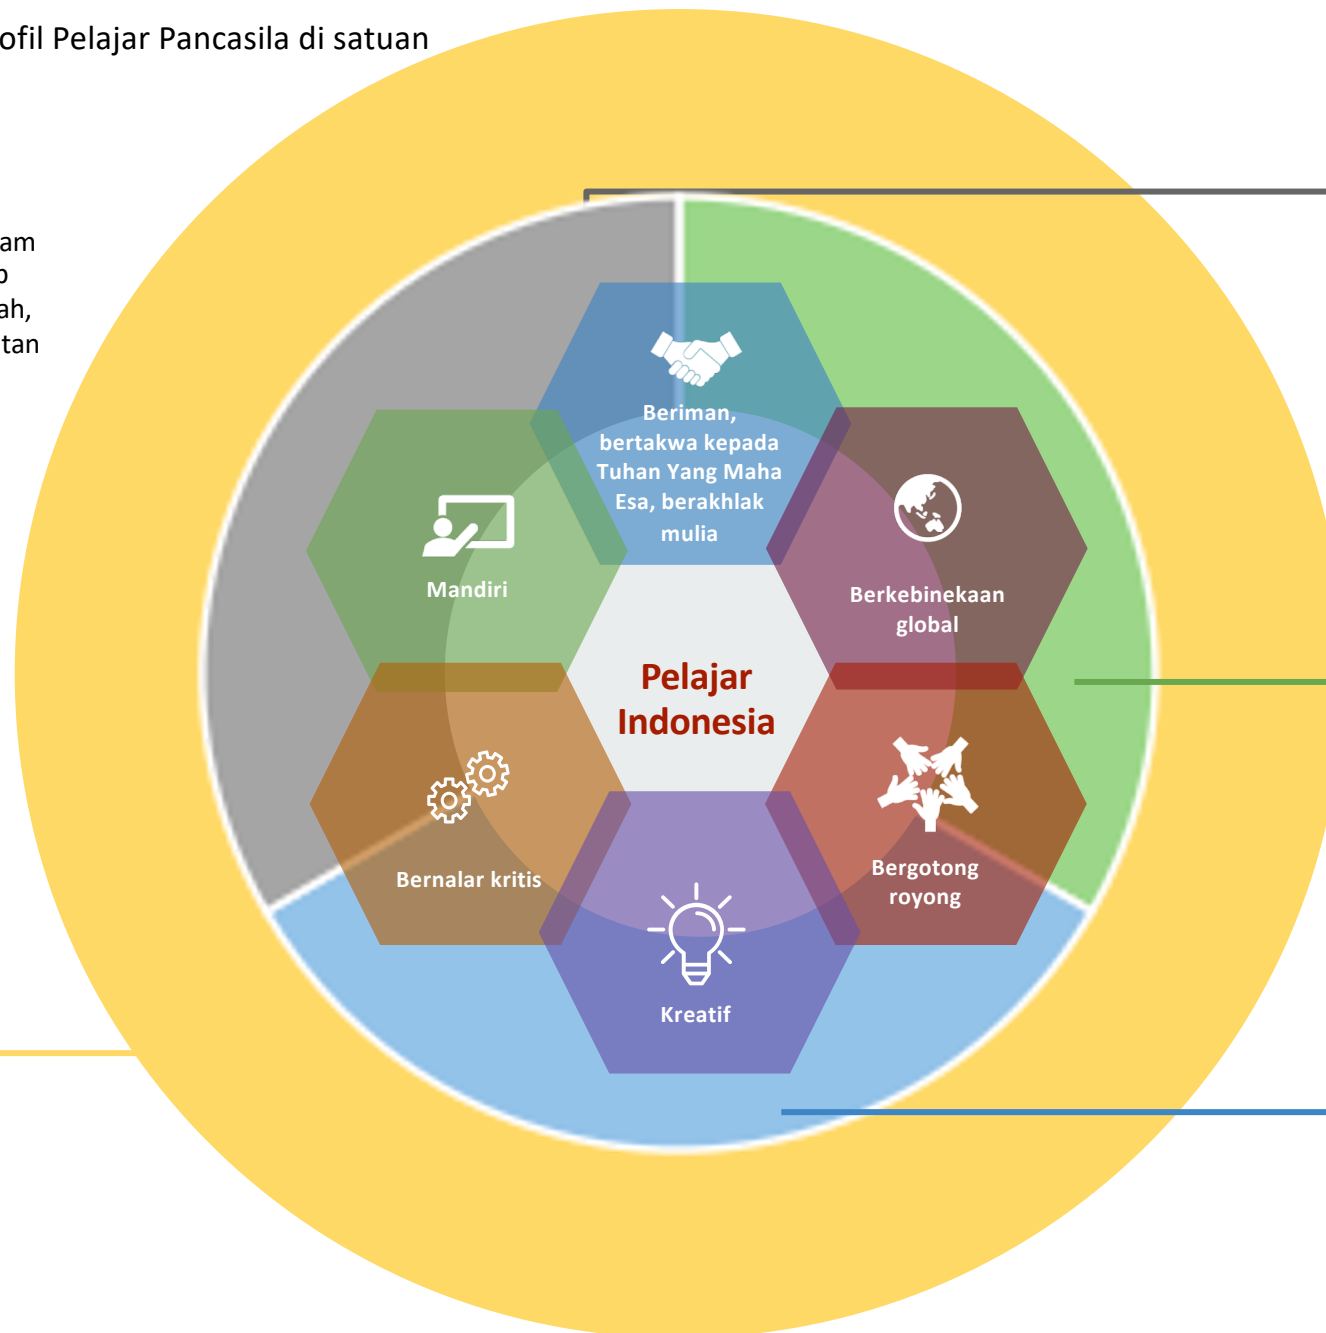 ofil Pelajar Pancasila di satuan
am
ah,
tan
Beriman,
bertakwa kepada
Tuhan Yang Maha
Esa, berakhlak
mulia
Mandiri
Berkebinekaan
global
Pelajar
Indonesia
Bernalar kritis
Bergotong
royong
Kreatif